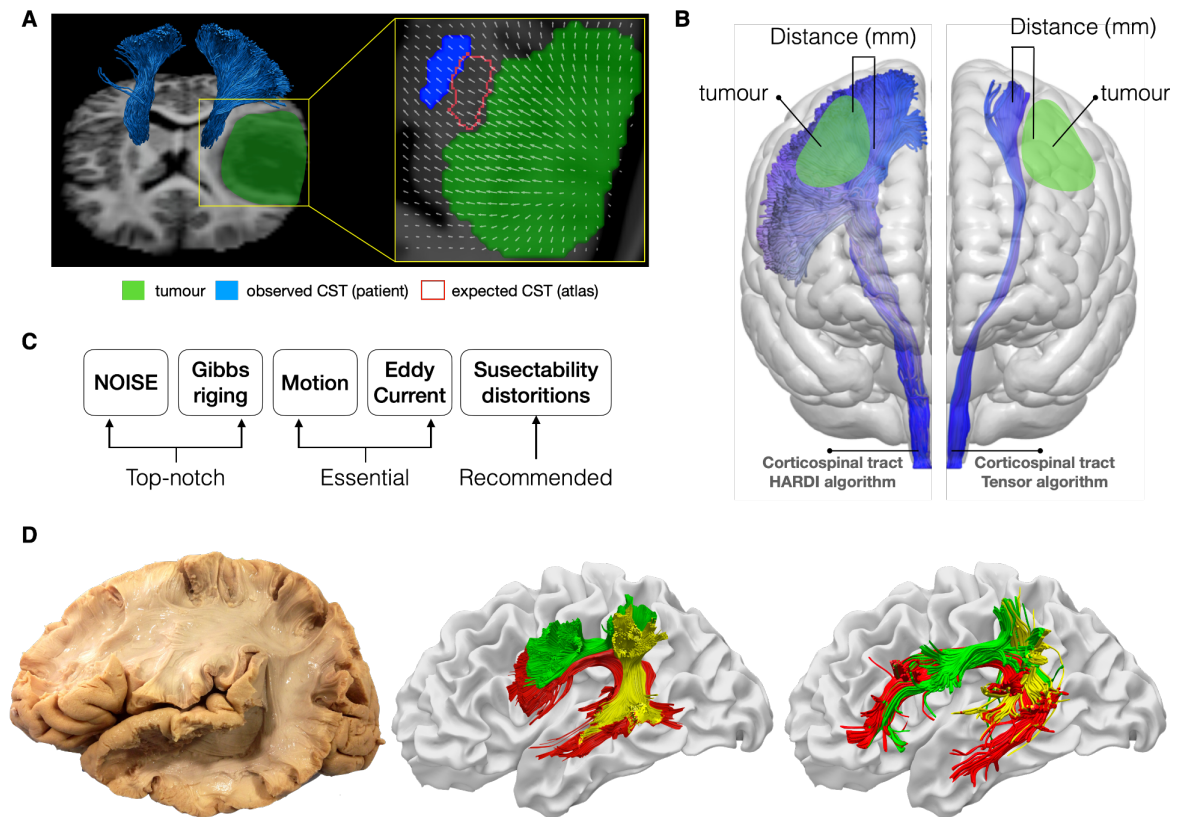 A
tumour
observed CST (patient)
expected CST (atlas)
B
Distance (mm)
Distance (mm)
tumour
tumour
Corticospinal tract
HARDI algorithm
Corticospinal tract
Tensor algorithm
C
NOISE
Gibbs
riging
Motion
Eddy
Current
Susectability
distoritions
Top-notch
Essential
Recommended
D